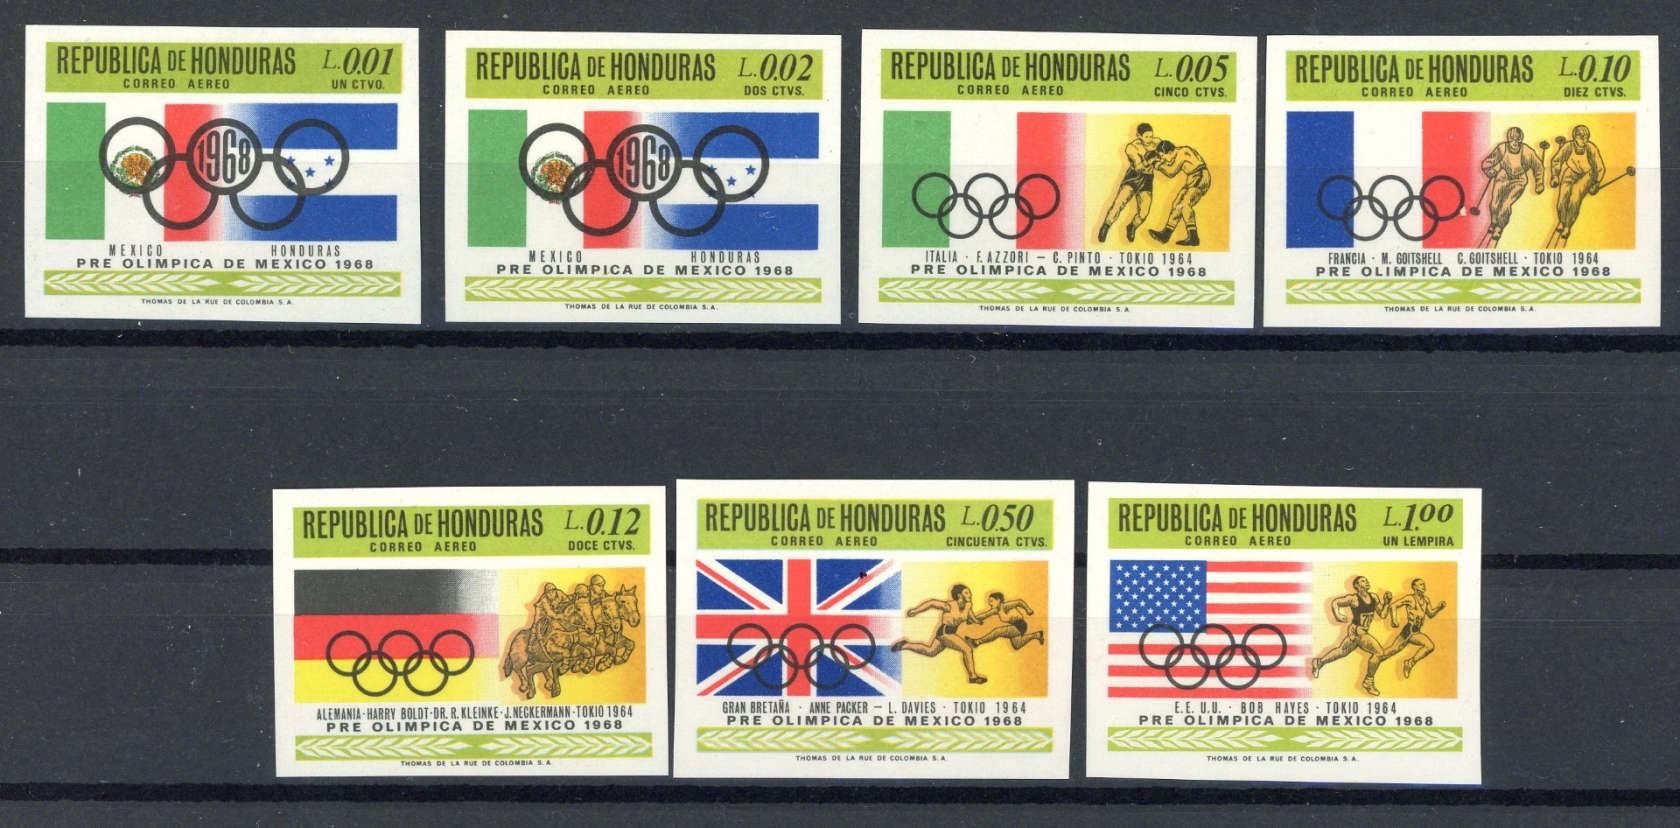 REPUBLICA DE HONDURAS L.0.01
CORREO AEREO UN CTVO.
1968
MEXICO HONDURAS
PRE OLIMPICA DE MEXICO 1968
THOMAS DE LA RUE DE COLOMBIA S.A.
REPUBLICA DE HONDURAS L.0.02
CORREO AEREO DOS CTVS.
1968
MEXICO HONDURAS
PRE OLIMPICA DE MEXICO 1968
THOMAS DE LA RUE DE COLOMBIA S.A.
REPUBLICA DE HONDURAS L.0.05
CORREO AEREO CINCO CTVS.
ITALIA · F. AZZORI — C. PINTO · TOKIO 1964
PRE OLIMPICA DE MEXICO 1968
THOMAS DE LA RUE DE COLOMBIA S.A.
REPUBLICA DE HONDURAS L.0.10
CORREO AEREO DIEZ CTVS.
FRANCIA · M. GOITSHELL C. GOITSHELL · TOKIO 1964
PRE OLIMPICA DE MEXICO 1968
THOMAS DE LA RUE DE COLOMBIA S.A.
REPUBLICA DE HONDURAS L.0.12
CORREO AEREO DOCE CTVS.
ALEMANIA · HARRY BOLDT · DR. R. KLEINKE · J. NECKERMANN · TOKIO 1964
PRE OLIMPICA DE MEXICO 1968
THOMAS DE LA RUE DE COLOMBIA S.A.
REPUBLICA DE HONDURAS L.0.50
CORREO AEREO CINCUENTA CTVS.
GRAN BRETAÑA · ANNE PACKER — L. DAVIES · TOKIO 1964
PRE OLIMPICA DE MEXICO 1968
THOMAS DE LA RUE DE COLOMBIA S.A.
REPUBLICA DE HONDURAS L.1.00
CORREO AEREO UN LEMPIRA
E.E. U.U. · BOB HAYES · TOKIO 1964
PRE OLIMPICA DE MEXICO 1968
THOMAS DE LA RUE DE COLOMBIA S.A.